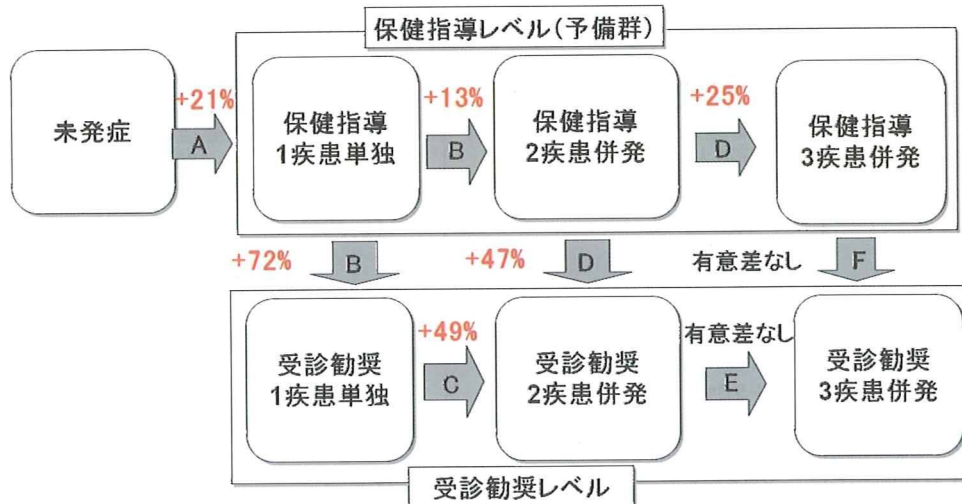 保健指導レベル(予備群)
未発症
+21%
A
保健指導
1疾患単独
+13%
B
保健指導
2疾患併発
+25%
D
保健指導
3疾患併発
+72%
B
+47%
D
有意差なし
F
受診勧奨
1疾患単独
+49%
C
受診勧奨
2疾患併発
有意差なし
E
受診勧奨
3疾患併発
受診勧奨レベル